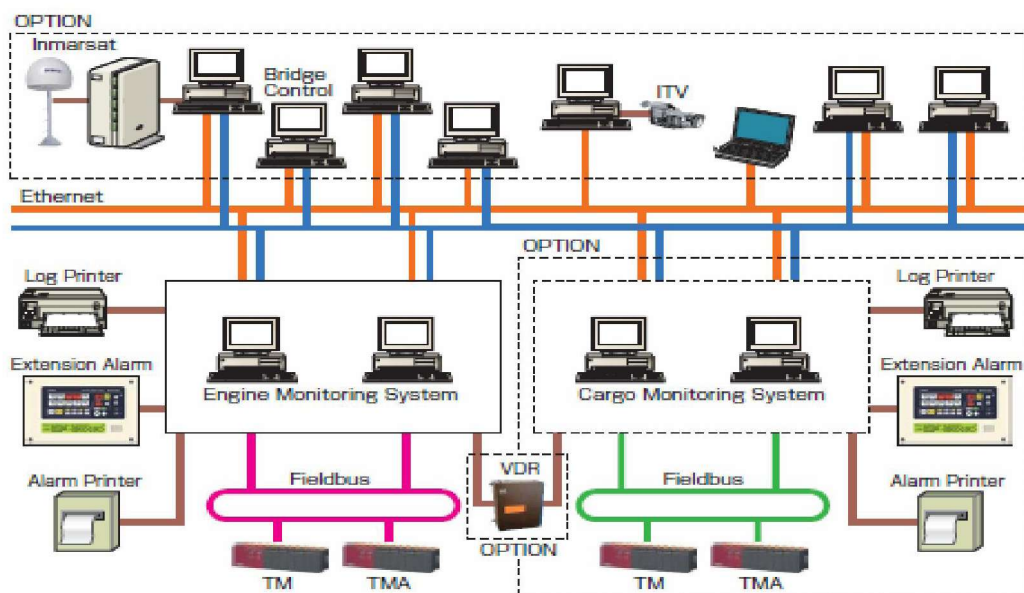 OPTION
Inmarsat
Bridge
Control
ITV
Ethernet
OPTION
Log Printer
Log Printer
Extension Alarm
Extension Alarm
Engine Monitoring System
Cargo Monitoring System
Alarm Printer
Fieldbus
VDR
Fieldbus
Alarm Printer
OPTION
TM
TMA
TM
TMA